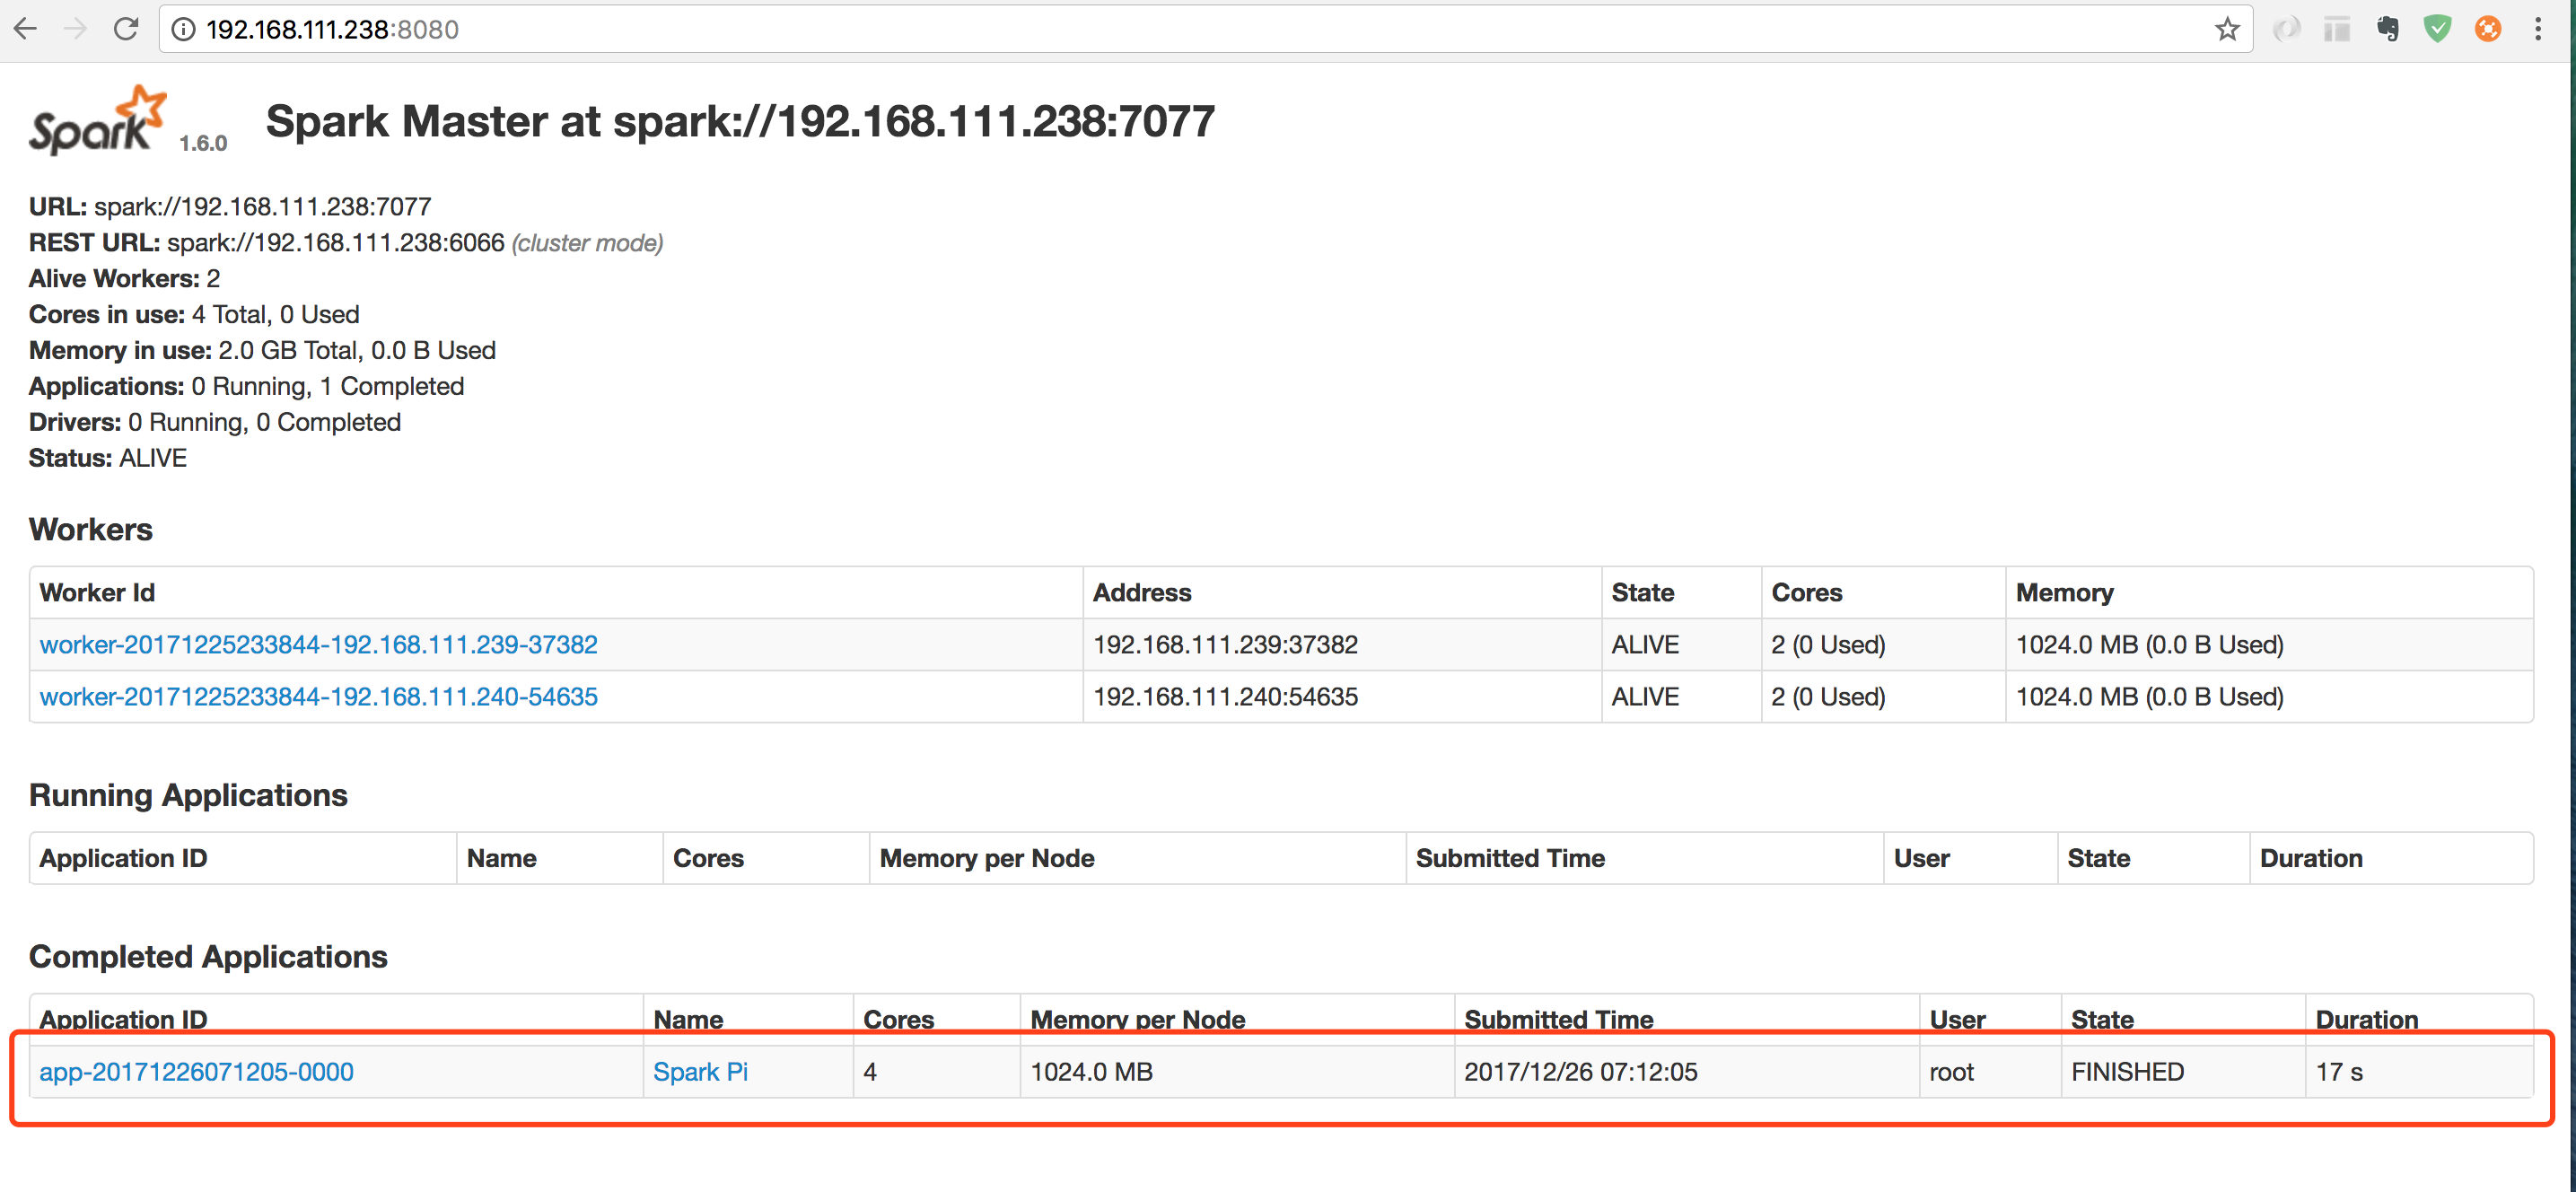 192.168.111.238:8080
Spark 1.6.0 Spark Master at spark://192.168.111.238:7077
URL: spark://192.168.111.238:7077
REST URL: spark://192.168.111.238:6066 (cluster mode)
Alive Workers: 2
Cores in use: 4 Total, 0 Used
Memory in use: 2.0 GB Total, 0.0 B Used
Applications: 0 Running, 1 Completed
Drivers: 0 Running, 0 Completed
Status: ALIVE
Workers
Worker Id Address State Cores Memory
worker-20171225233844-192.168.111.239-37382 192.168.111.239:37382 ALIVE 2 (0 Used) 1024.0 MB (0.0 B Used)
worker-20171225233844-192.168.111.240-54635 192.168.111.240:54635 ALIVE 2 (0 Used) 1024.0 MB (0.0 B Used)
Running Applications
Application ID Name Cores Memory per Node Submitted Time User State Duration
Completed Applications
Application ID Name Cores Memory per Node Submitted Time User State Duration
app-20171226071205-0000 Spark Pi 4 1024.0 MB 2017/12/26 07:12:05 root FINISHED 17 s